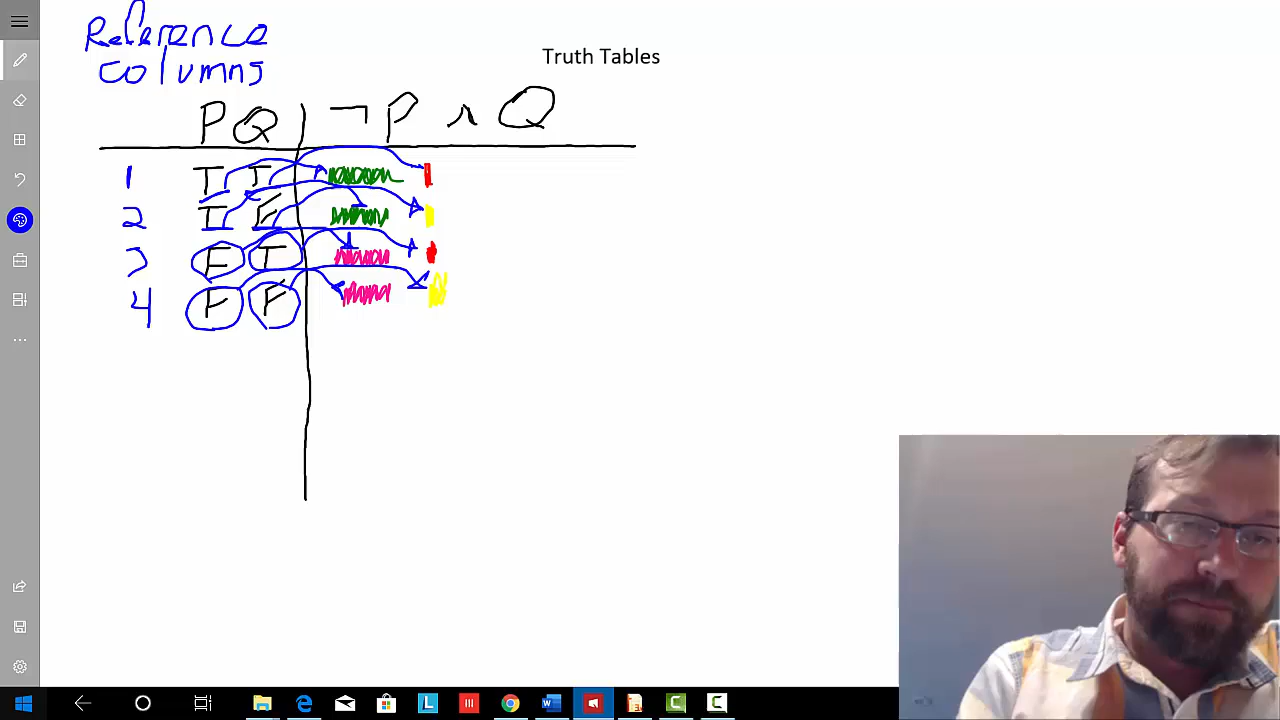 Reference
Columns
Truth Tables
P Q ¬ P ∧ Q
1 T T
2 T F
3 F T
4 F F